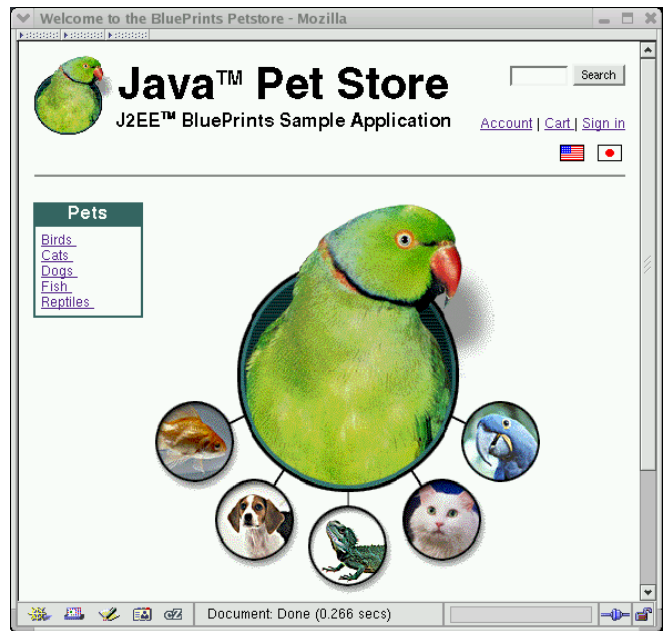 Welcome to the BluePrints Petstore - Mozilla
Java™ Pet Store
Search
J2EE™ BluePrints Sample Application
Account | Cart | Sign in
Pets
Birds
Cats
Dogs
Fish
Reptiles
Document: Done (0.266 secs)